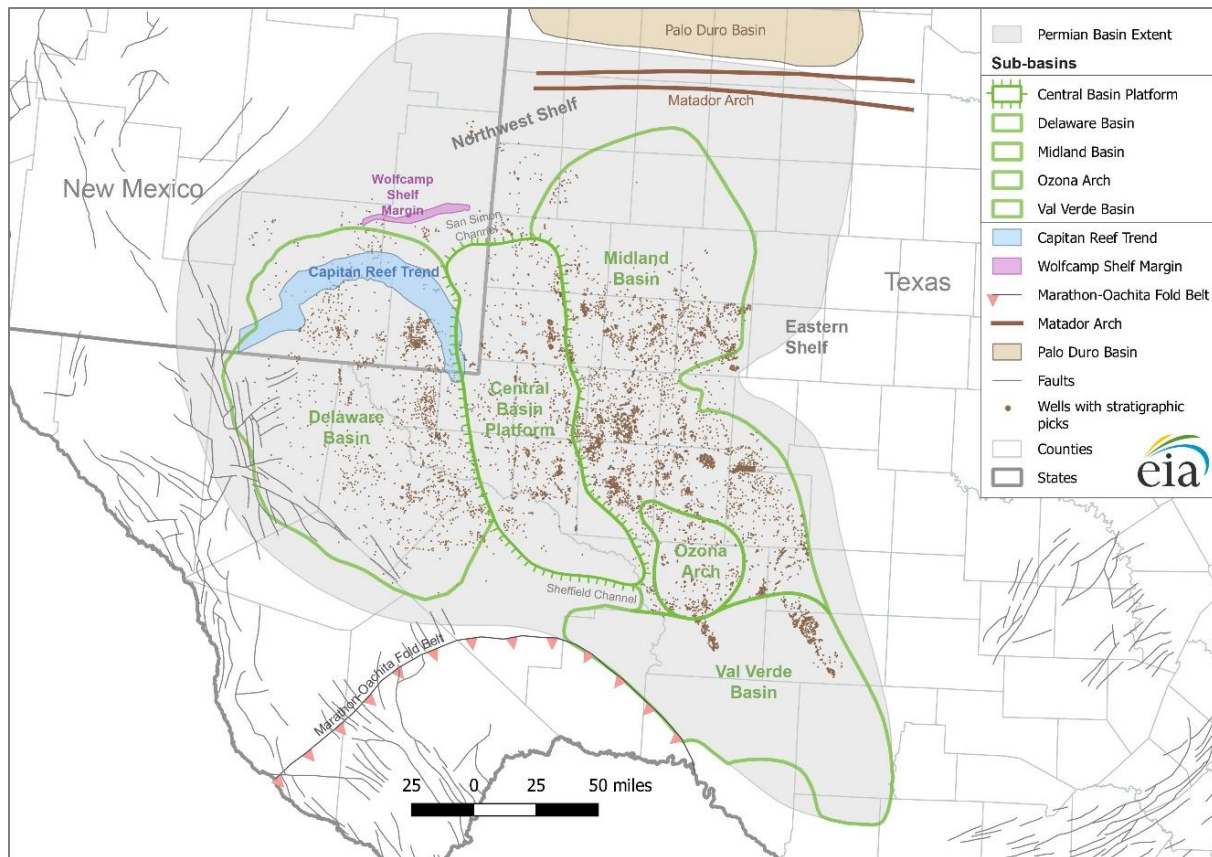 Palo Duro Basin
Matador Arch
Northwest Shelf
New Mexico
Wolfcamp
Shelf
Margin
San Simon
Channel
Capitan Reef Trend
Midland
Basin
Texas
Eastern
Shelf
Central
Basin
Platform
Delaware
Basin
Ozona
Arch
Sheffield Channel
Val Verde
Basin
Marathon-Oachita Fold Belt
25 0 25 50 miles
Permian Basin Extent
Sub-basins
Central Basin Platform
Delaware Basin
Midland Basin
Ozona Arch
Val Verde Basin
Capitan Reef Trend
Wolfcamp Shelf Margin
Marathon-Oachita Fold Belt
Matador Arch
Palo Duro Basin
Faults
Wells with stratigraphic
picks
Counties
States
eia